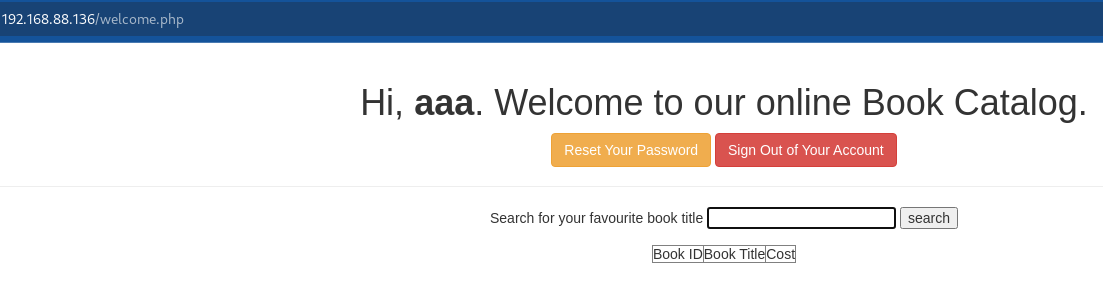 192.168.88.136/welcome.php
Hi, aaa. Welcome to our online Book Catalog.
Reset Your Password Sign Out of Your Account
Search for your favourite book title search
Book ID Book Title Cost